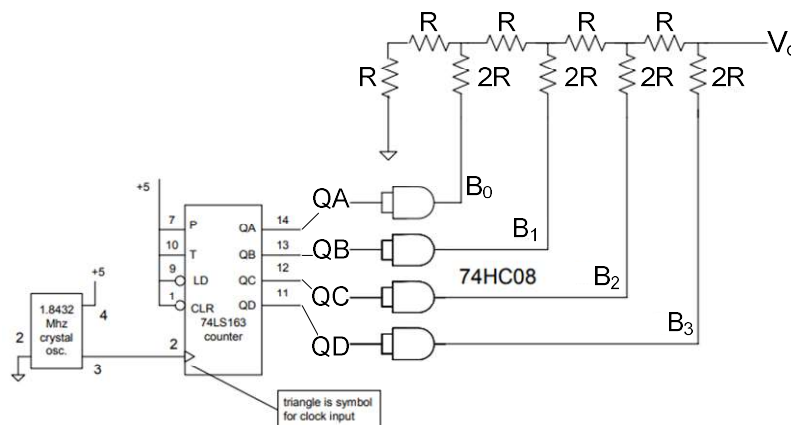 R R R R V
R 2R 2R 2R 2R
+5
QA B0
7 P QA 14
10 T QB 13 QB B1
9 LD QC 12 74HC08
+5 1 CLR QD 11 QC B2
74LS163
counter
1.8432
Mhz
crystal
osc.
4
2
3
2
QD B3
triangle is symbol
for clock input